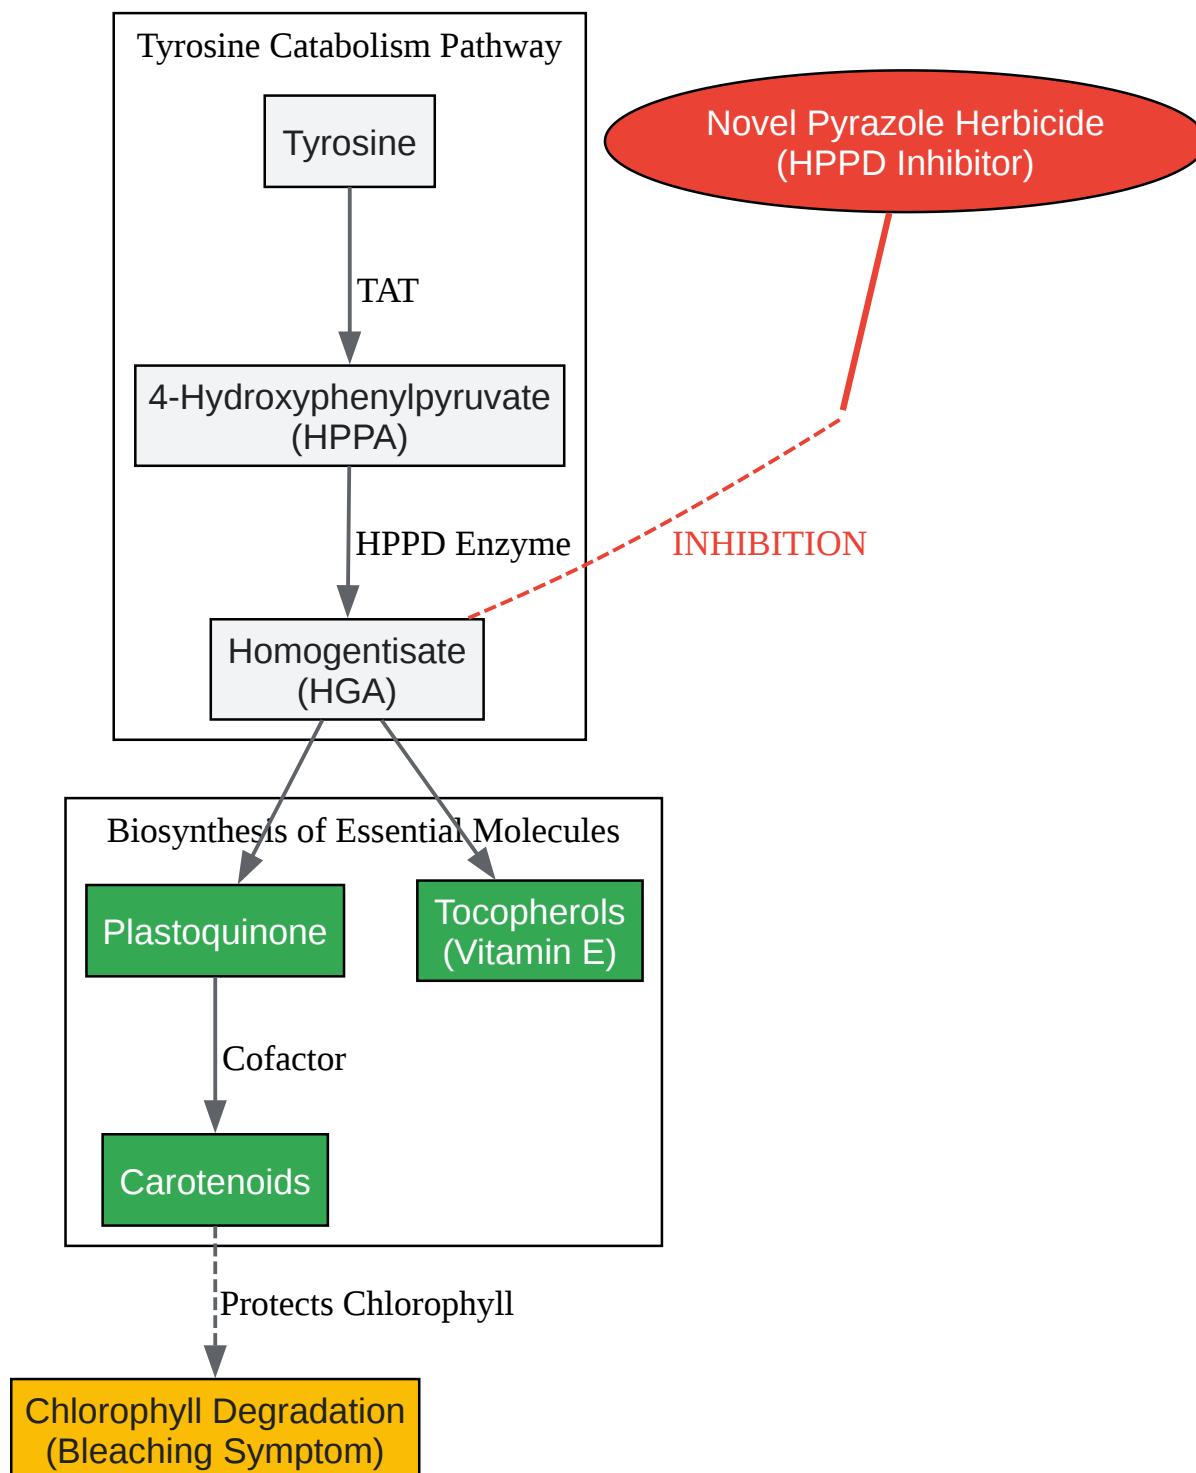 Tyrosine Catabolism Pathway
Tyrosine
Novel Pyrazole Herbicide
(HPPD Inhibitor)
TAT
4-Hydroxyphenylpyruvate
(HPPA)
HPPD Enzyme
INHIBITION
Homogentisate
(HGA)
Biosynthesis of Essential Molecules
Plastoquinone
Tocopherols
(Vitamin E)
Cofactor
Carotenoids
Protects Chlorophyll
Chlorophyll Degradation
(Bleaching Symptom)